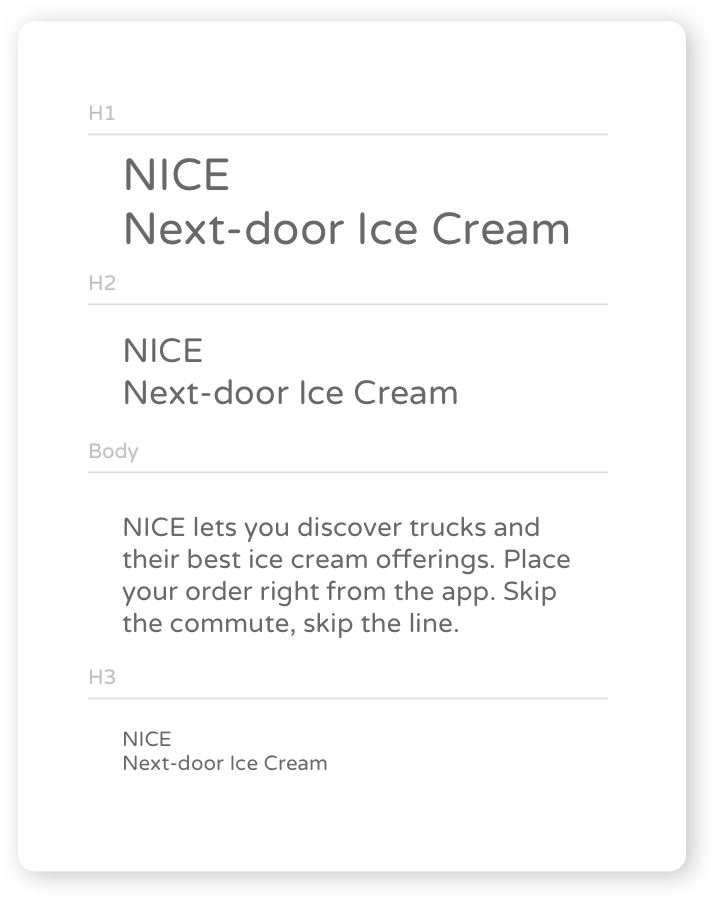 H1
NICE
Next-door Ice Cream
H2
NICE
Next-door Ice Cream
Body
NICE lets you discover trucks and
their best ice cream offerings. Place
your order right from the app. Skip
the commute, skip the line.
H3
NICE
Next-door Ice Cream